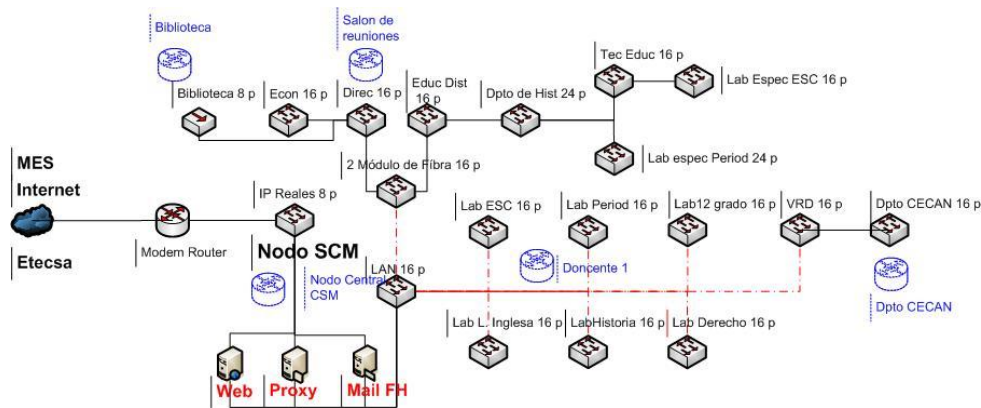 Biblioteca
Salon de
reuniones
Biblioteca 8 p
Econ 16 p
Direc 16 p
Educ Dist
16 p
Dpto de Hist 24 p
Tec Educ 16 p
Lab Espec ESC 16 p
Lab espec Period 24 p
2 Módulo de Fíbra 16 p
MES
Internet
Etecsa
Modem Router
IP Reales 8 p
Nodo SCM
Nodo Central
CSM
LAN 16 p
Lab ESC 16 p
Lab Period 16 p
Lab12 grado 16 p
VRD 16 p
Dpto CECAN 16 p
Doncente 1
Dpto CECAN
Lab L. Inglesa 16 p
LabHistoria 16 p
Lab Derecho 16 p
Web
Proxy
Mail FH